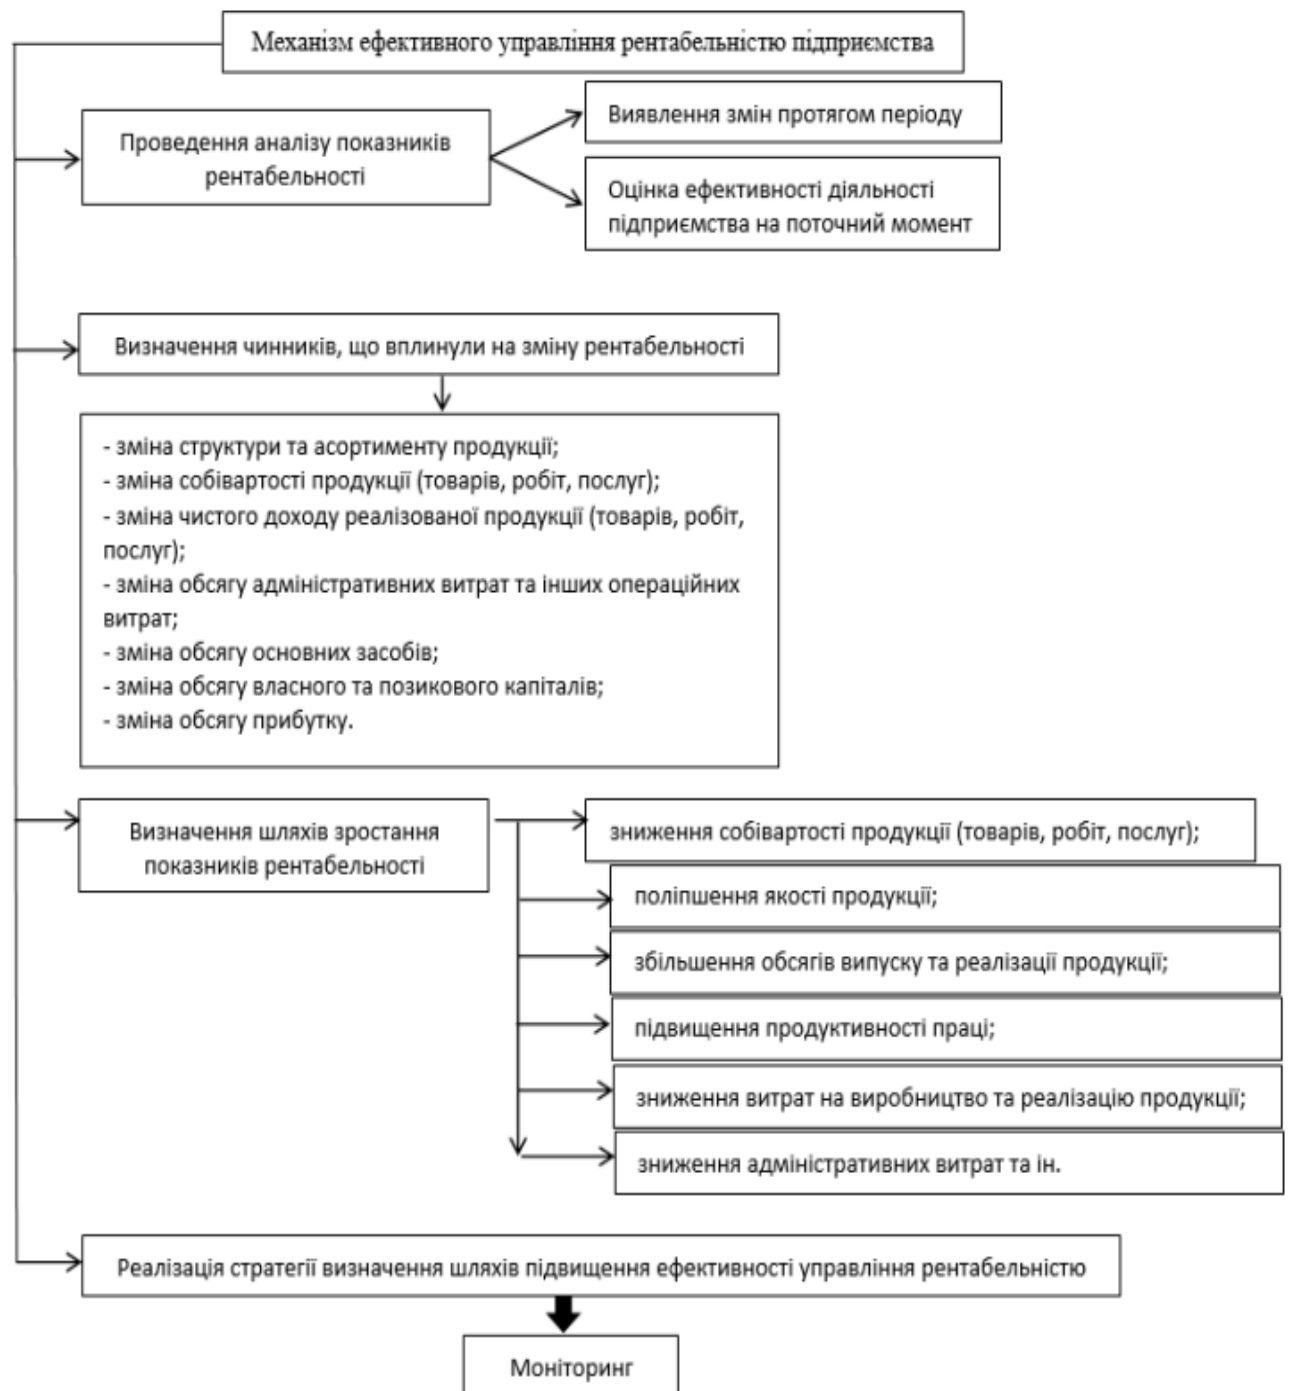 Механізм ефективного управління рентабельністю підприємства
Проведення аналізу показників
рентабельності
Виявлення змін протягом періоду
Оцінка ефективності діяльності
підприємства на поточний момент
Визначення чинників, що вплинули на зміну рентабельності
- зміна структури та асортименту продукції;
- зміна собівартості продукції (товарів, робіт, послуг);
- зміна чистого доходу реалізованої продукції (товарів, робіт,
послуг);
- зміна обсягу адміністративних витрат та інших операційних
витрат;
- зміна обсягу основних засобів;
- зміна обсягу власного та позикового капіталів;
- зміна обсягу прибутку.
Визначення шляхів зростання
показників рентабельності
зниження собівартості продукції (товарів, робіт, послуг);
поліпшення якості продукції;
збільшення обсягів випуску та реалізації продукції;
підвищення продуктивності праці;
зниження витрат на виробництво та реалізацію продукції;
зниження адміністративних витрат та ін.
Реалізація стратегії визначення шляхів підвищення ефективності управління рентабельністю
Моніторинг